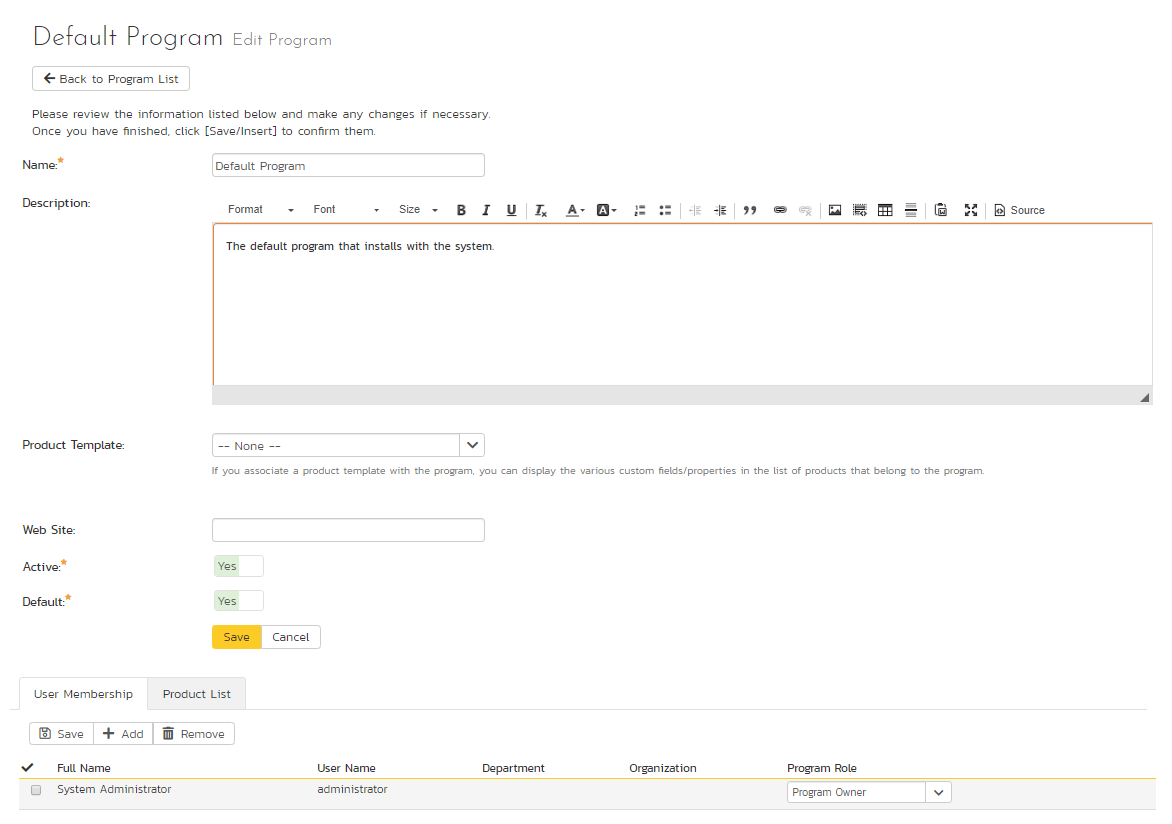 Default Program Edit Program
Back to Program List
Please review the information listed below and make any changes if necessary.
Once you have finished, click [Save/Insert] to confirm them.
Name:* Default Program
Description:
Format Font Size B I U Ix A A Source
The default program that installs with the system.
Product Template: -- None --
If you associate a product template with the program, you can display the various custom fields/properties in the list of products that belong to the program.
Web Site:
Active:* Yes
Default:* Yes
Save Cancel
User Membership Product List
Save Add Remove
Full Name User Name Department Organization Program Role
System Administrator administrator Program Owner